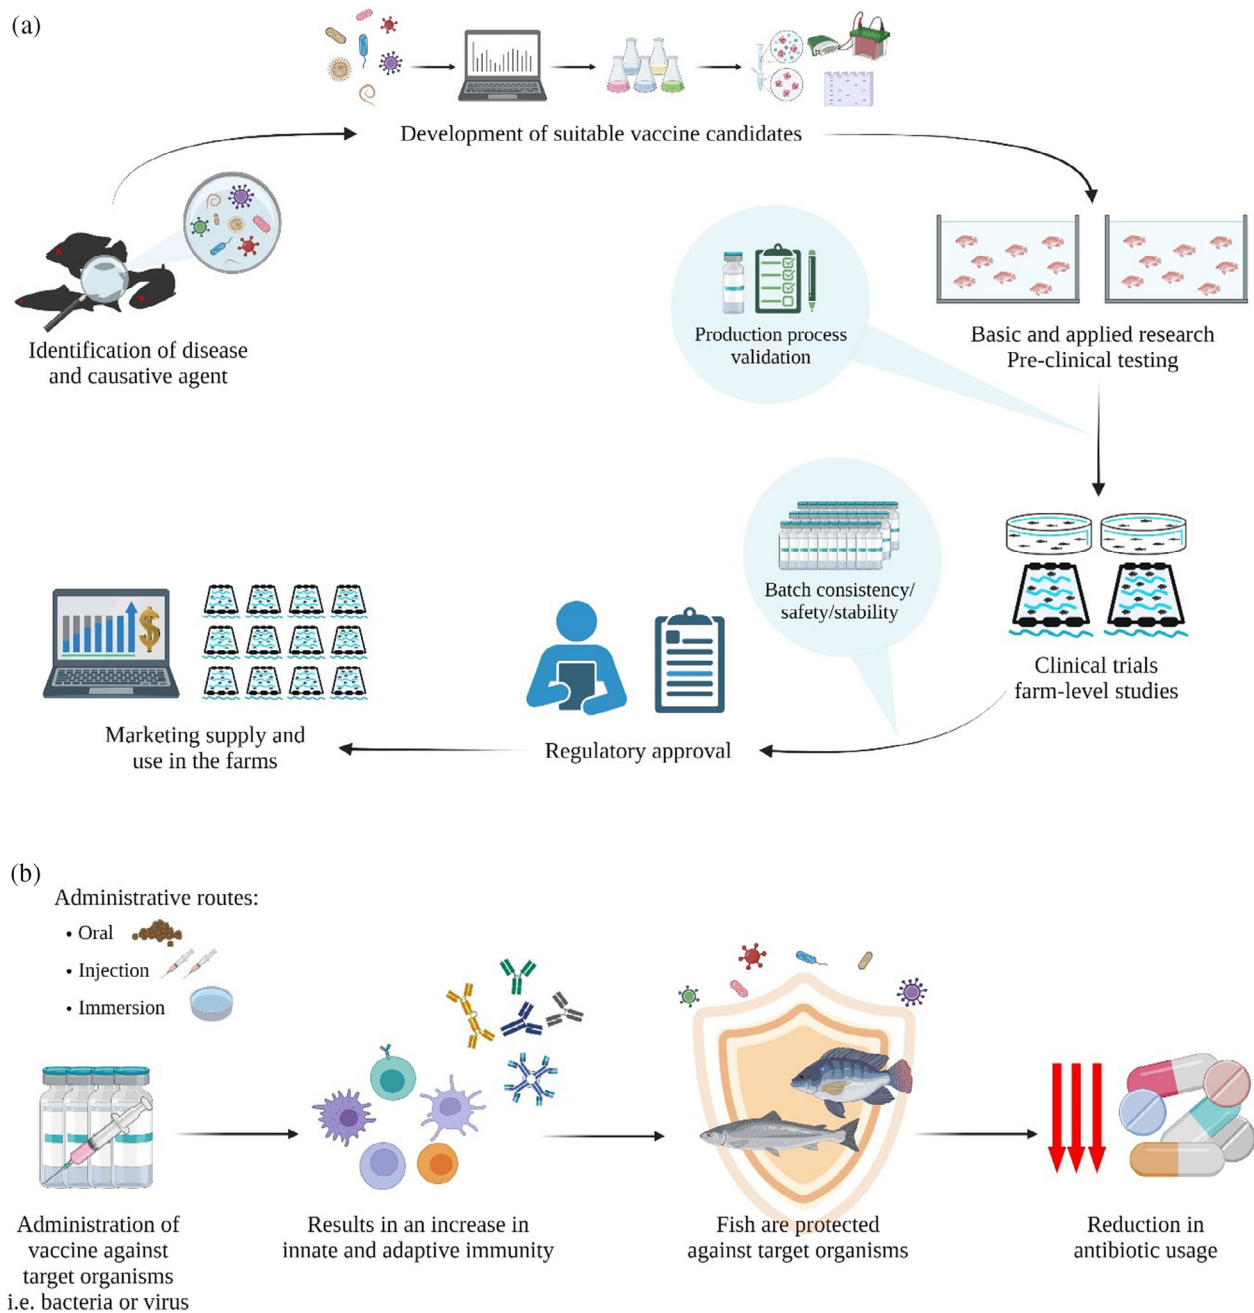 (a)
Development of suitable vaccine candidates
Identification of disease
and causative agent
Production process
validation
Basic and applied research
Pre-clinical testing
Batch consistency/
safety/stability
Clinical trials
farm-level studies
$
Marketing supply and
use in the farms
Regulatory approval
(b)
Administrative routes:
• Oral
• Injection
• Immersion
Administration of
vaccine against
target organisms
i.e. bacteria or virus
Results in an increase in
innate and adaptive immunity
Fish are protected
against target organisms
Reduction in
antibiotic usage